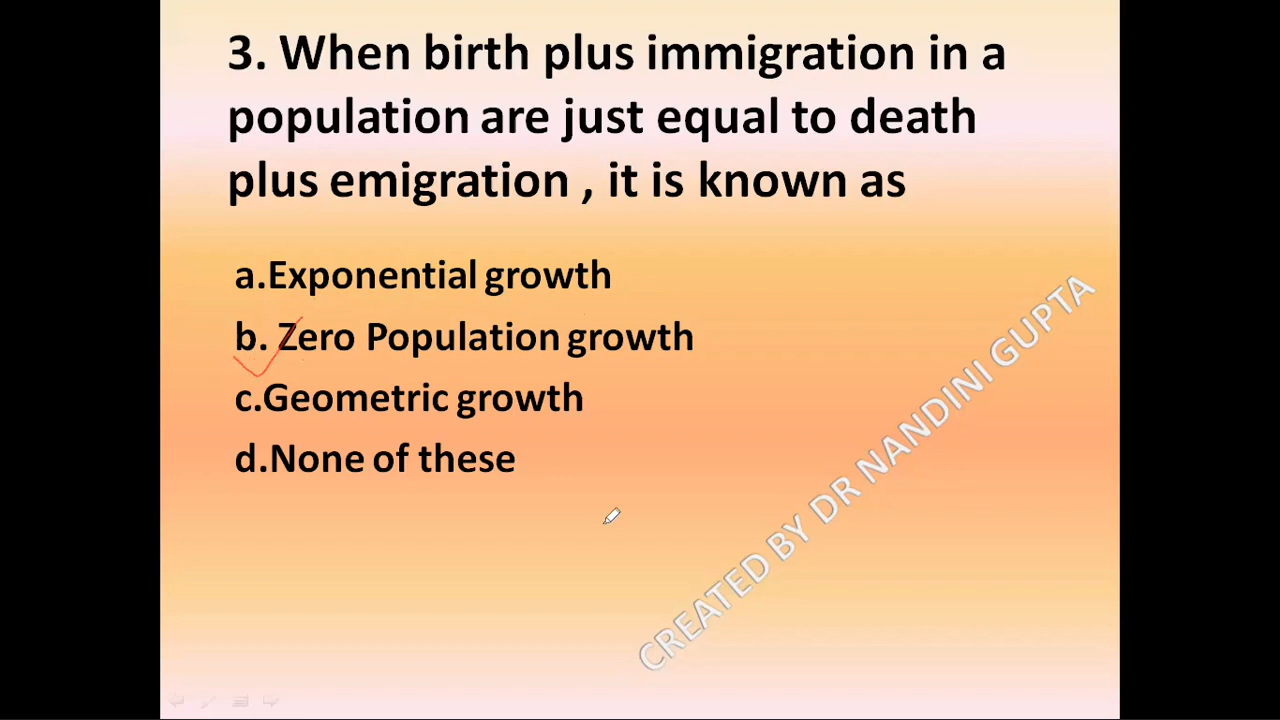 3. When birth plus immigration in a
population are just equal to death
plus emigration , it is known as
a.Exponential growth
b. Zero Population growth
c.Geometric growth
d.None of these
CREATED BY DR NANDINI GUPTA